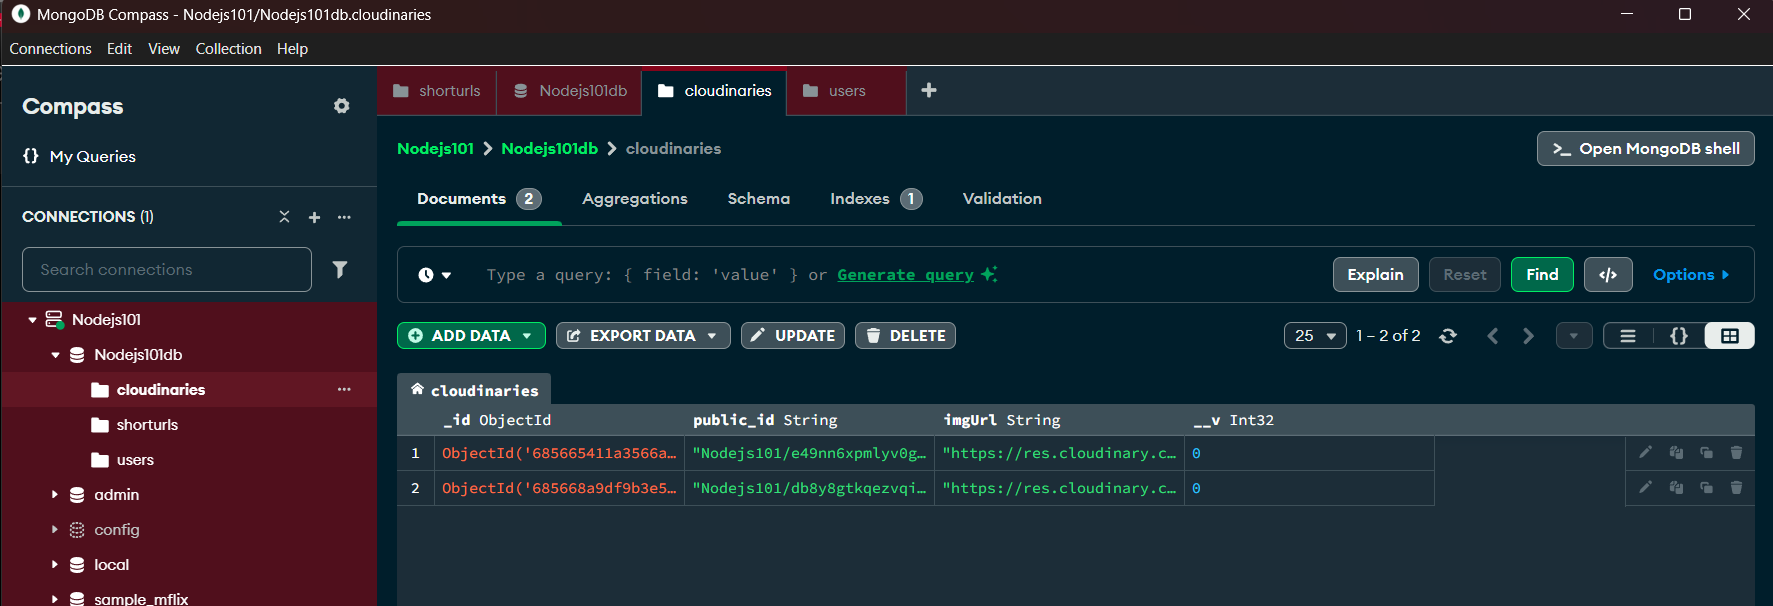 MongoDB Compass - Nodejs101/Nodejs101db.cloudinaries
Connections Edit View Collection Help
Compass
{} My Queries
CONNECTIONS (1)
Search connections
Nodejs101
Nodejs101db
cloudinaries
shorturls
users
admin
config
local
sample_mflix
shorturls Nodejs101db cloudinaries users +
Nodejs101 > Nodejs101db > cloudinaries
>_ Open MongoDB shell
Documents 2 Aggregations Schema Indexes 1 Validation
Type a query: { field: 'value' } or Generate query
Explain Reset Find </> Options
ADD DATA EXPORT DATA UPDATE DELETE
25 1 – 2 of 2 {}
cloudinaries
_id ObjectId public_id String imgUrl String __v Int32
1 ObjectId('685665411a3566a… "Nodejs101/e49nn6xpmlyv0g… "https://res.cloudinary.c… 0
2 ObjectId('685668a9df9b3e5… "Nodejs101/db8y8gtkqezvqi… "https://res.cloudinary.c… 0